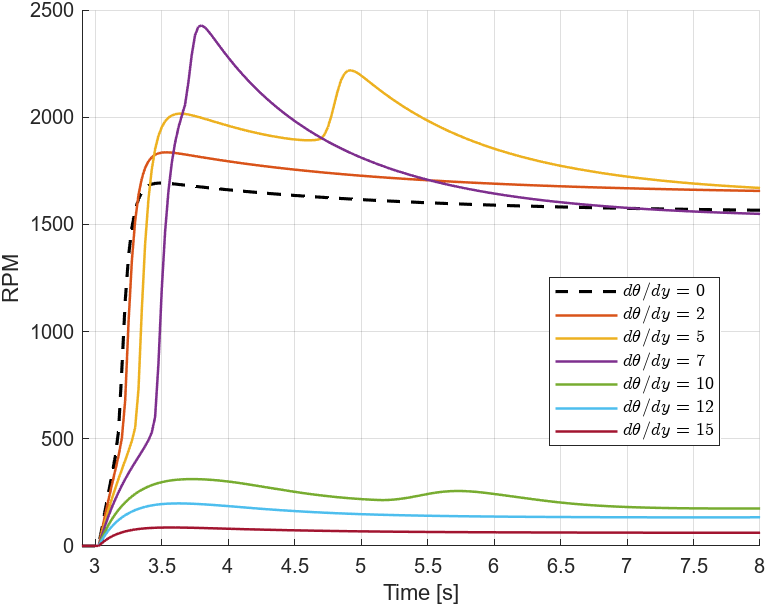 2500
2000
1500
1000
500
0
RPM
3
3.5
4
4.5
5
5.5
6
6.5
7
7.5
8
Time [s]
dθ/dy = 0
dθ/dy = 2
dθ/dy = 5
dθ/dy = 7
dθ/dy = 10
dθ/dy = 12
dθ/dy = 15